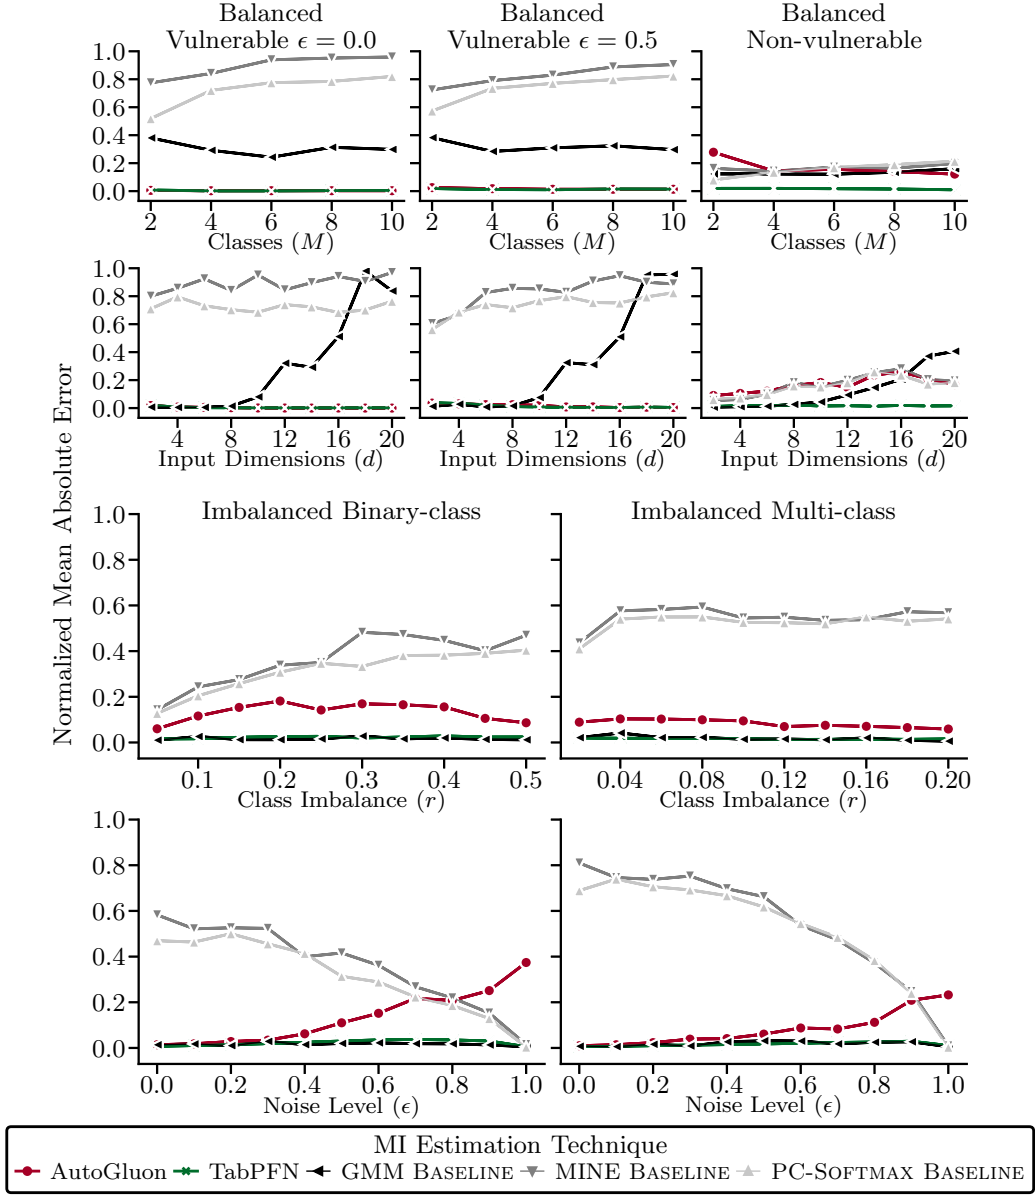 Balanced
Vulnerable ϵ = 0.0
Balanced
Vulnerable ϵ = 0.5
Balanced
Non-vulnerable
1.0
0.8
0.6
0.4
0.2
0.0
2 4 6 8 10
2 4 6 8 10
2 4 6 8 10
Classes (M)
Classes (M)
Classes (M)
1.0
0.8
0.6
0.4
0.2
0.0
4 8 12 16 20
4 8 12 16 20
4 8 12 16 20
Input Dimensions (d)
Input Dimensions (d)
Input Dimensions (d)
Normalized Mean Absolute Error
Imbalanced Binary-class
Imbalanced Multi-class
1.0
0.8
0.6
0.4
0.2
0.0
0.1 0.2 0.3 0.4 0.5
0.04 0.08 0.12 0.16 0.20
Class Imbalance (r)
Class Imbalance (r)
1.0
0.8
0.6
0.4
0.2
0.0
0.0 0.2 0.4 0.6 0.8 1.0
0.0 0.2 0.4 0.6 0.8 1.0
Noise Level (ϵ)
Noise Level (ϵ)
MI Estimation Technique
AutoGluon TabPFN GMM BASELINE MINE BASELINE PC-SOFTMAX BASELINE